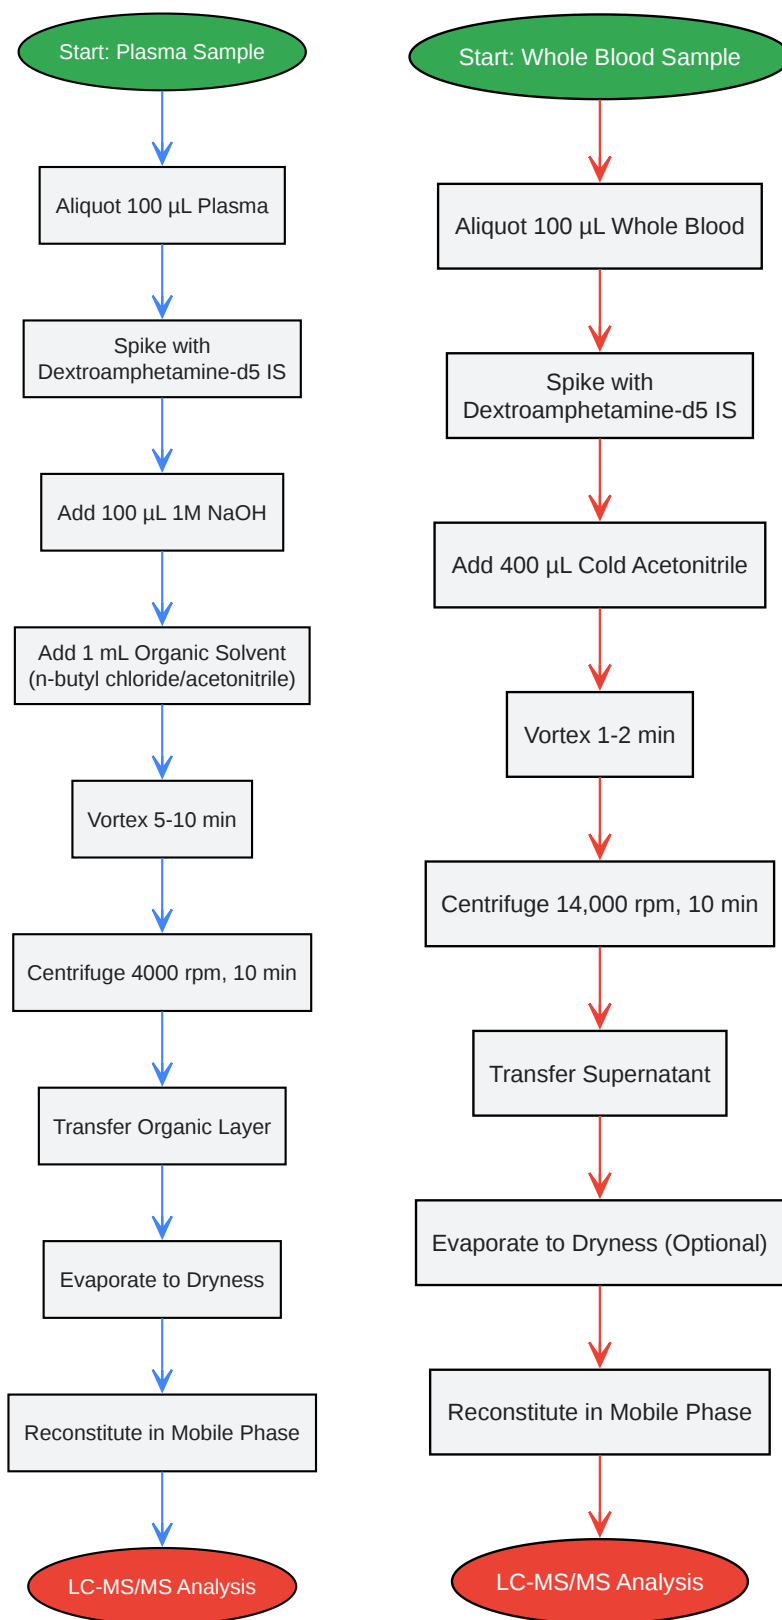 Start: Plasma Sample
Aliquot 100 µL Plasma
Spike with
Dextroamphetamine-d5 IS
Add 100 µL 1M NaOH
Add 1 mL Organic Solvent
(n-butyl chloride/acetonitrile)
Vortex 5-10 min
Centrifuge 4000 rpm, 10 min
Transfer Organic Layer
Evaporate to Dryness
Reconstitute in Mobile Phase
LC-MS/MS Analysis
Start: Whole Blood Sample
Aliquot 100 µL Whole Blood
Spike with
Dextroamphetamine-d5 IS
Add 400 µL Cold Acetonitrile
Vortex 1-2 min
Centrifuge 14,000 rpm, 10 min
Transfer Supernatant
Evaporate to Dryness (Optional)
Reconstitute in Mobile Phase
LC-MS/MS Analysis